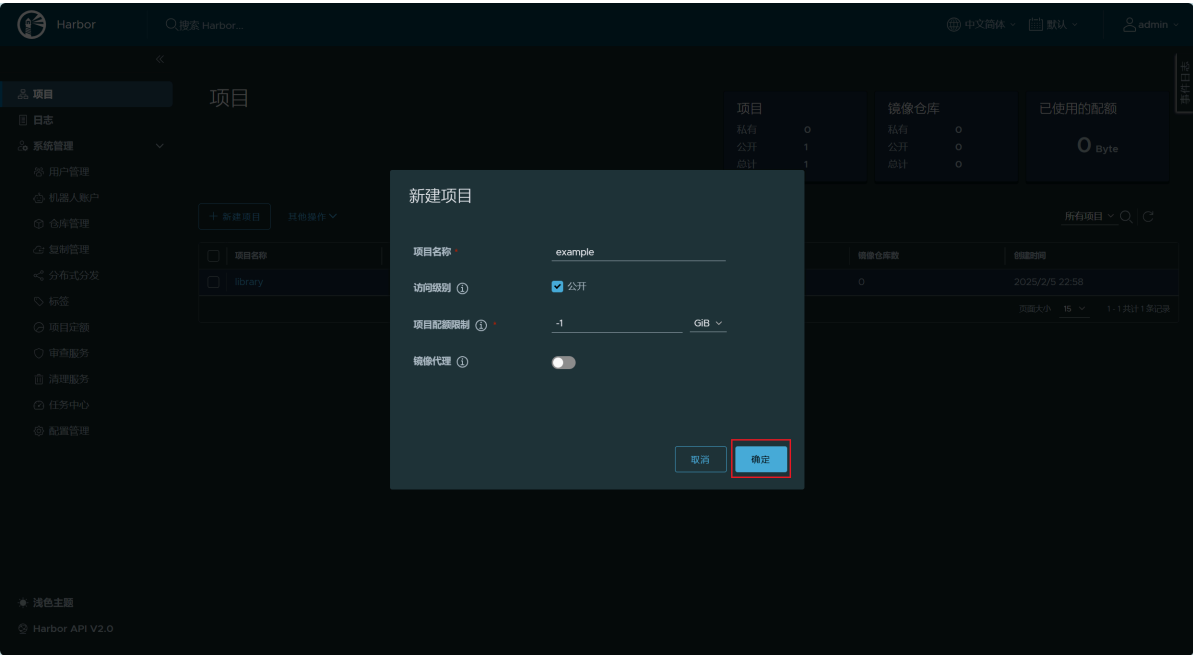 Harbor
搜索 Harbor...
中文简体
默认
admin
«
项目
日志
系统管理
用户管理
机器人账户
仓库管理
复制管理
分布式分发
标签
项目定额
审查服务
清理服务
任务中心
配置管理
浅色主题
Harbor API V2.0
项目
项目
私有 0
公开 1
总计 1
镜像仓库
私有 0
公开 0
总计 0
已使用的配额
0 Byte
事件日志
+ 新建项目
其他操作
所有项目
项目名称
镜像仓库数
创建时间
library
0
2025/2/5 22:58
页面大小 15
1 - 1 共计 1 条记录
新建项目
项目名称 *
example
访问级别
公开
项目配额限制 *
-1
GiB
镜像代理
取消
确定